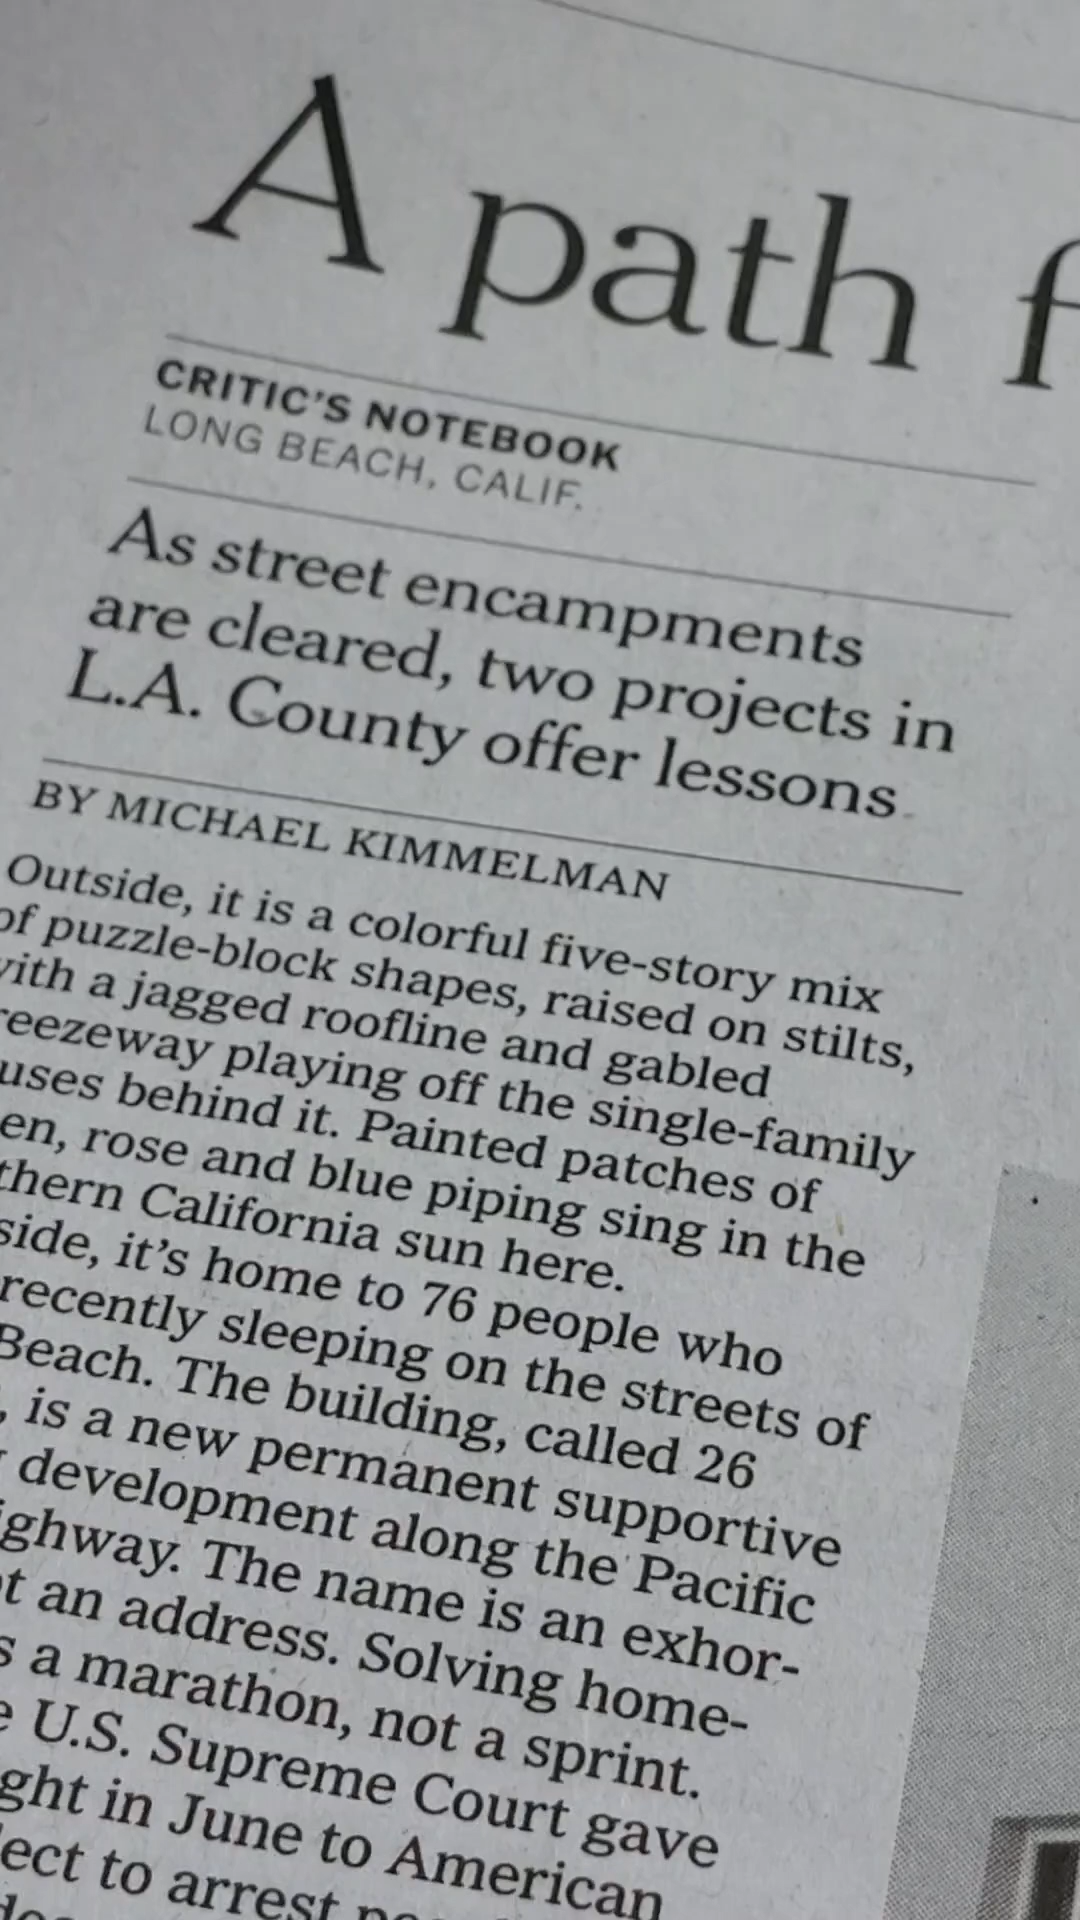 A path f
CRITIC'S NOTEBOOK
LONG BEACH, CALIF.
As street encampments
are cleared, two projects in
L.A. County offer lessons
BY MICHAEL KIMMELMAN
Outside, it is a colorful five-story mix
of puzzle-block shapes, raised on stilts,
with a jagged roofline and gabled
reezeway playing off the single-family
uses behind it. Painted patches of
en, rose and blue piping sing in the
thern California sun here.
side, it's home to 76 people who
recently sleeping on the streets of
Beach. The building, called 26
, is a new permanent supportive
development along the Pacific
ighway. The name is an exhor-
t an address. Solving home-
s a marathon, not a sprint.
e U.S. Supreme Court gave
ght in June to American
ect to arrest